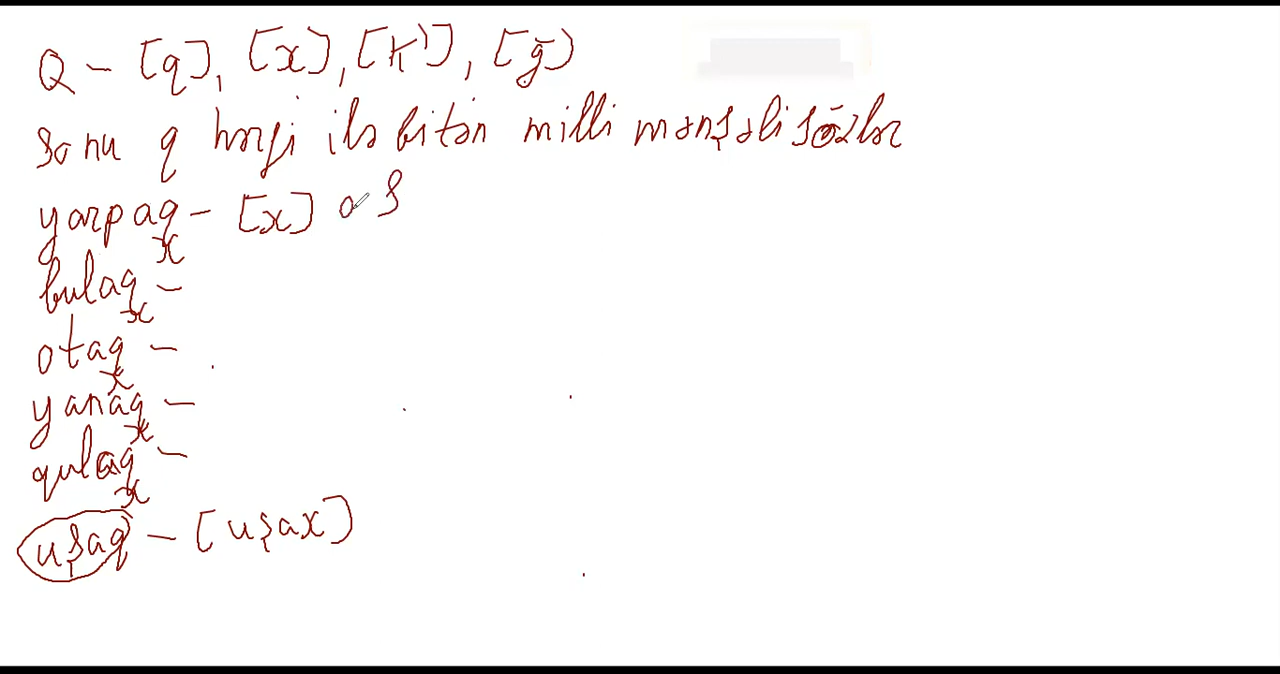 Q – [q], [x], [k'], [ğ]
Sonu q hərfi ilə bitən milli mənşəli sözlər
yarpaq – [x]
x
bulaq –
x
otaq –
x
yanaq –
x
qulaq –
x
uşaq – [uşax]